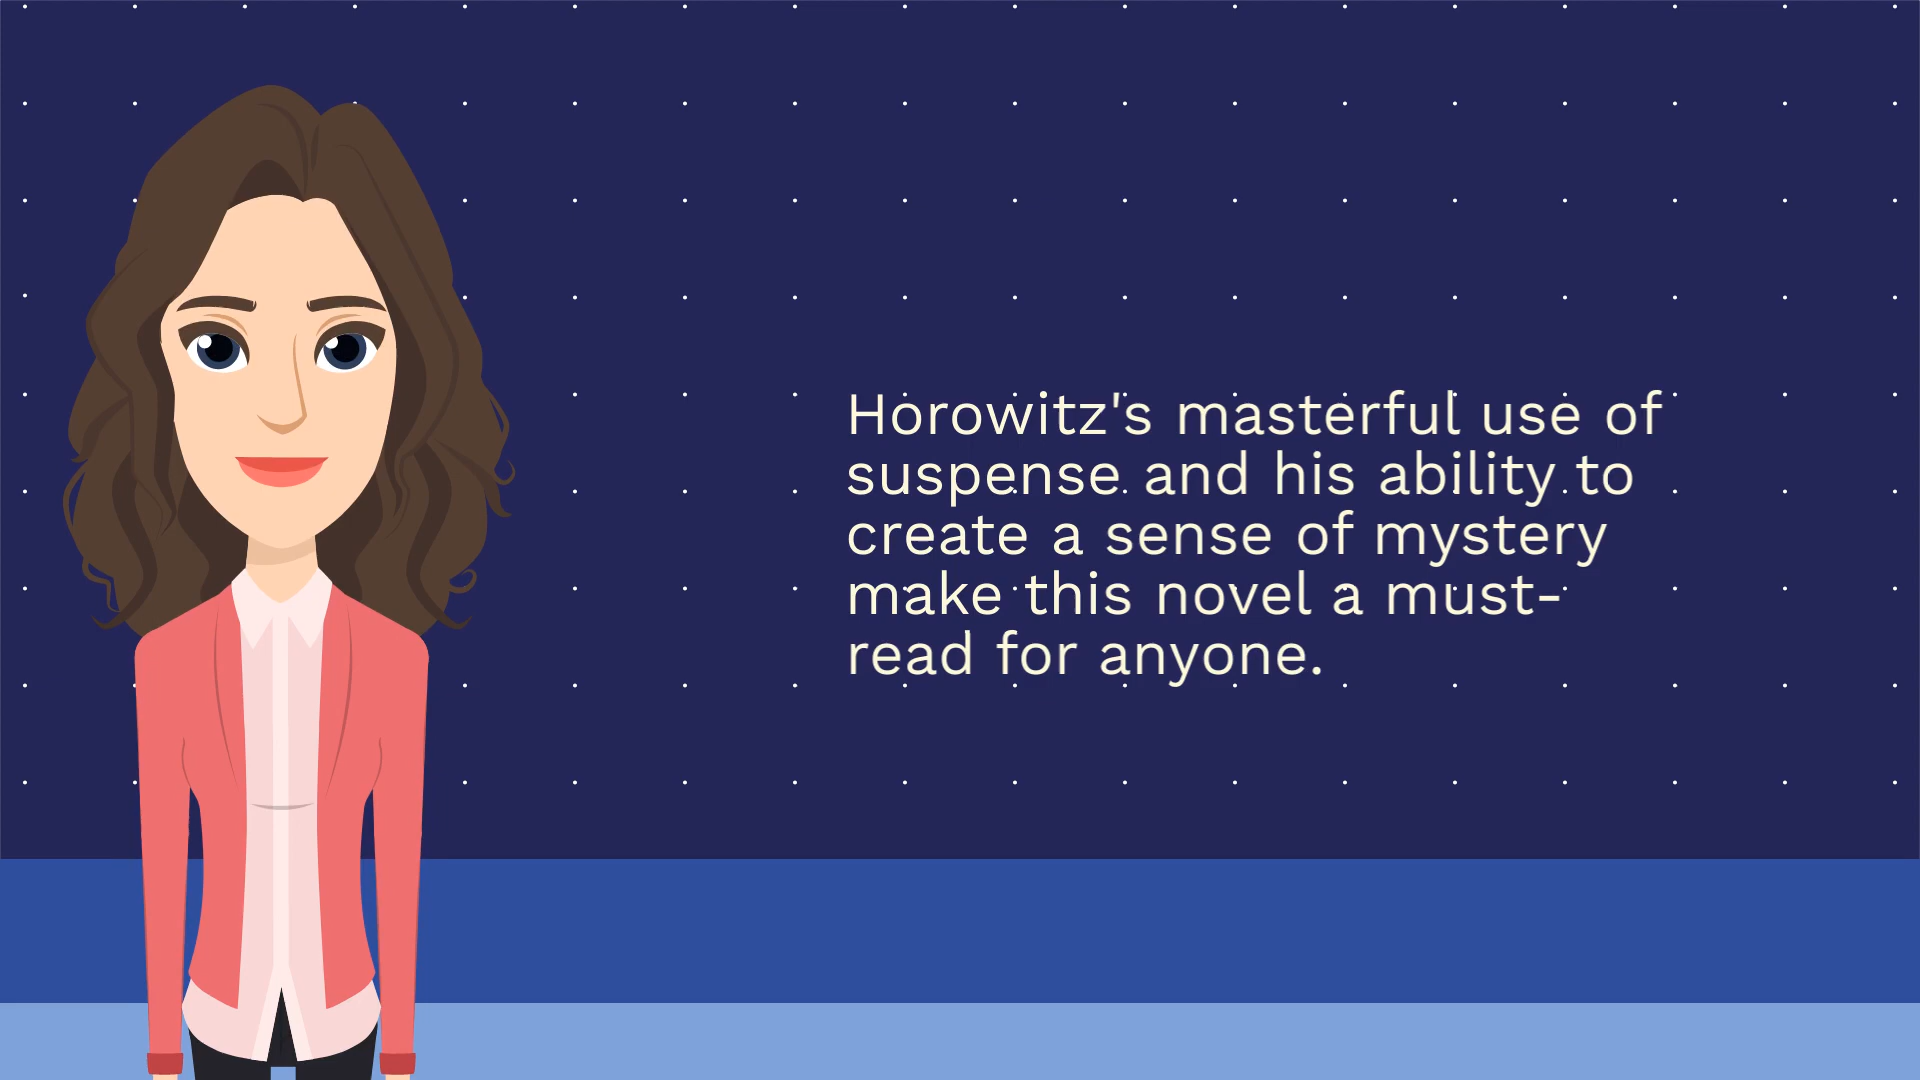 Horowitz's masterful use of
suspense and his ability to
create a sense of mystery
make this novel a must-
read for anyone.